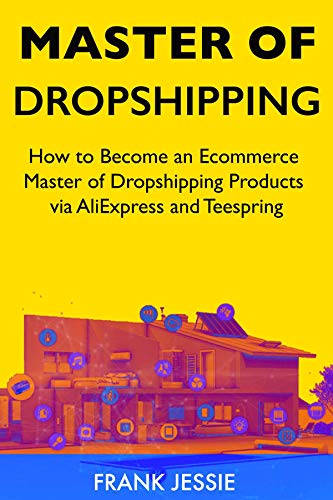 MASTER OF
DROPSHIPPING
How to Become an Ecommerce
Master of Dropshipping Products
via AliExpress and Teespring
FRANK JESSIE